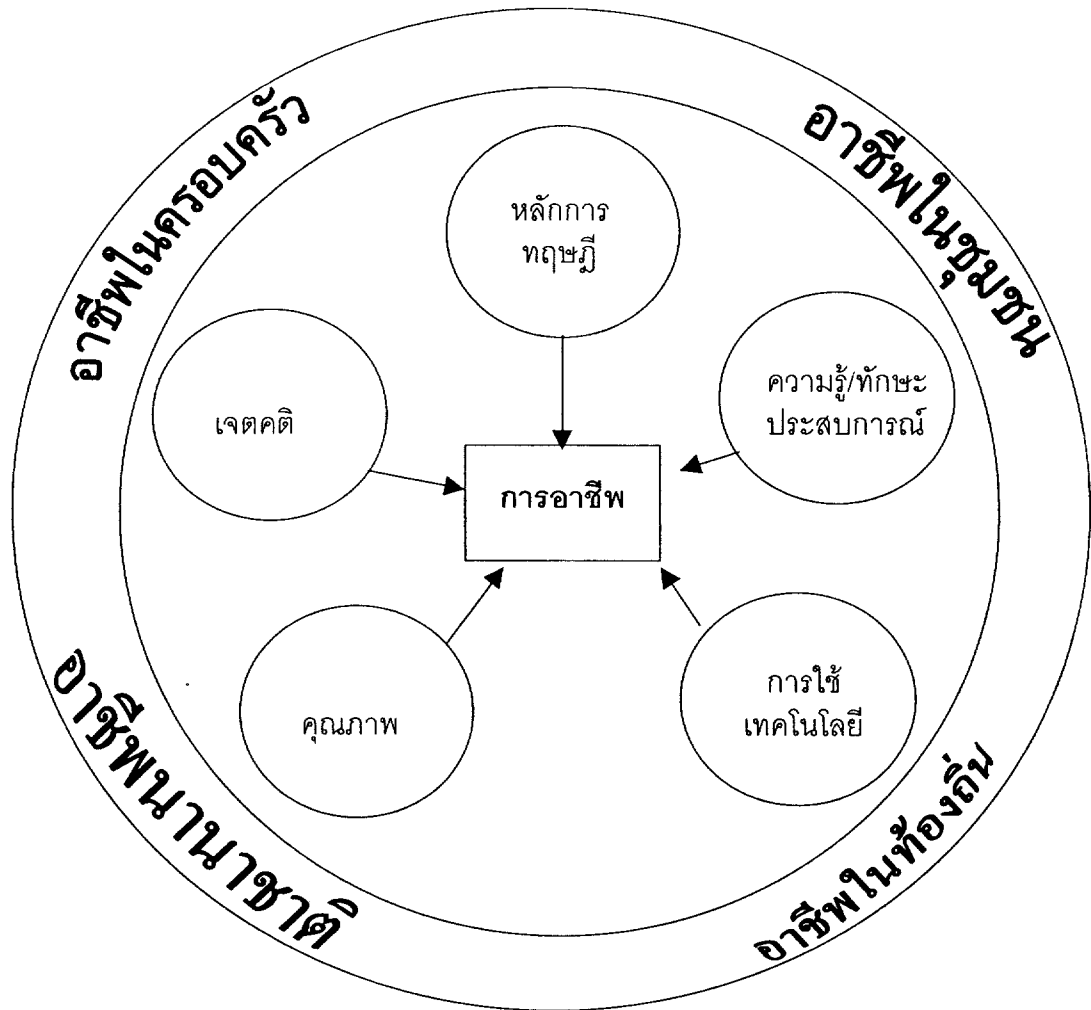 อาชีพในครอบครัว
อาชีพในชุมชน
หลักการ
ทฤษฎี
ความรู้/ทักษะ
ประสบการณ์
เจตคติ
การอาชีพ
การใช้
เทคโนโลยี
คุณภาพ
อาชีพนานาชาติ
อาชีพในท้องถิ่น